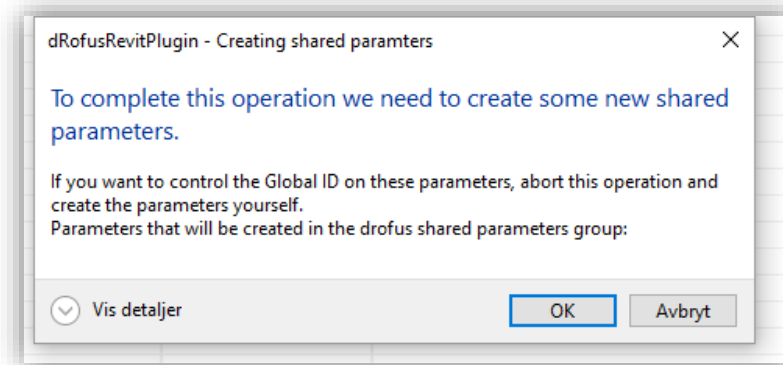 dRofusRevitPlugin - Creating shared paramters
To complete this operation we need to create some new shared
parameters.
If you want to control the Global ID on these parameters, abort this operation and
create the parameters yourself.
Parameters that will be created in the drofus shared parameters group:
Vis detaljer
OK
Avbryt